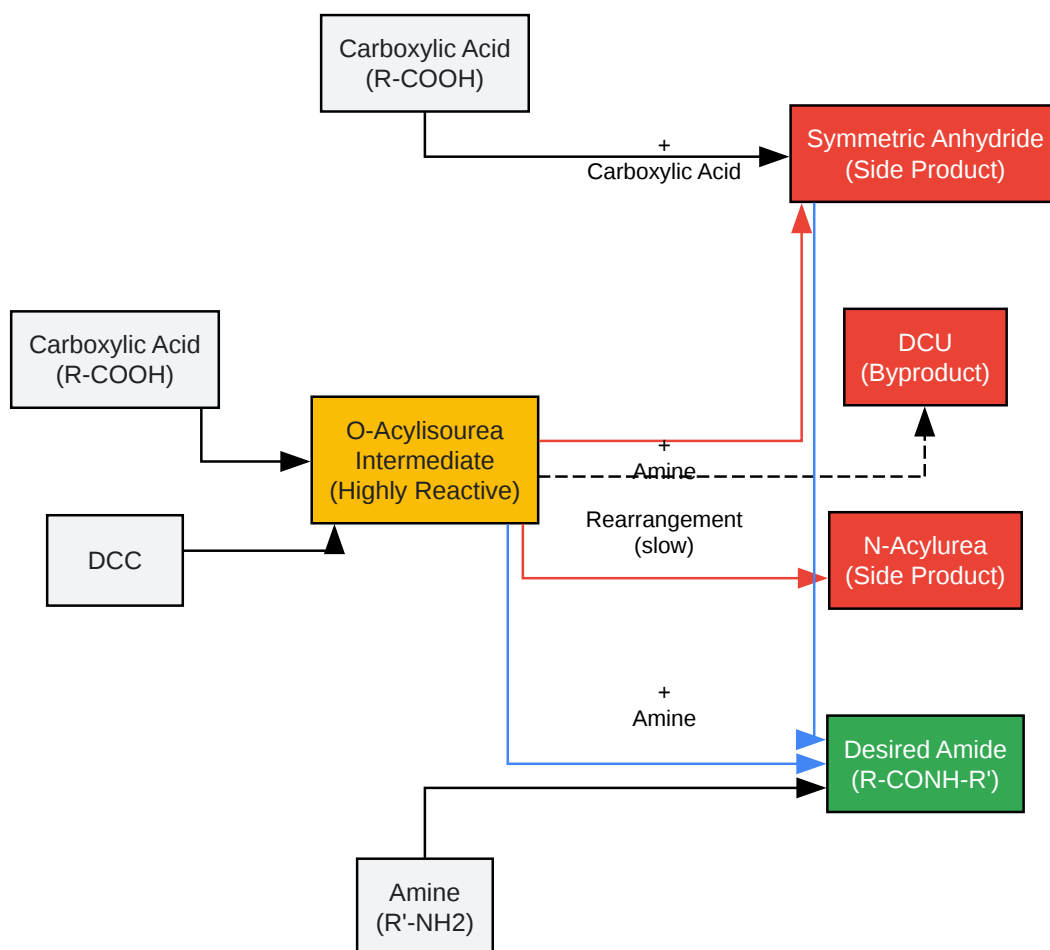 Carboxylic Acid
(R-COOH)
Symmetric Anhydride
(Side Product)
+
Carboxylic Acid
Carboxylic Acid
(R-COOH)
DCU
(Byproduct)
O-Acylisourea
Intermediate
(Highly Reactive)
+
Amine
Rearrangement
(slow)
DCC
N-Acylurea
(Side Product)
+
Amine
Desired Amide
(R-CONH-R')
Amine
(R'-NH2)